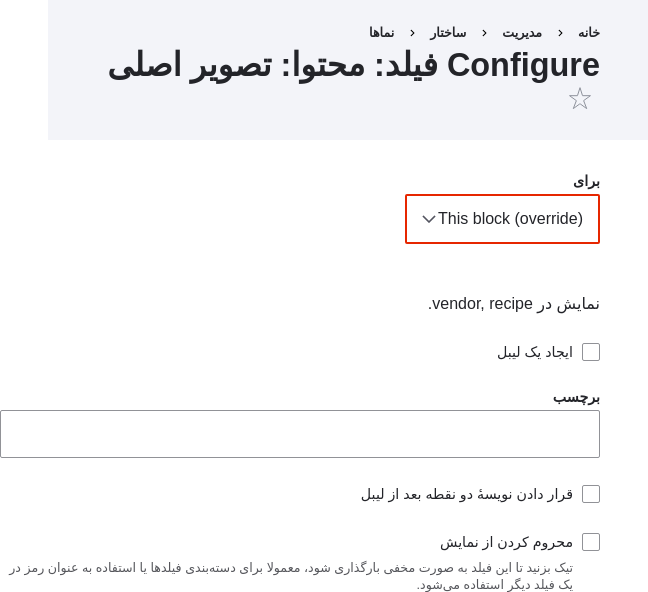 خانه › مدیریت › ساختار › نماها
Configure فیلد: محتوا: تصویر اصلی
برای
This block (override)
نمایش در vendor, recipe.
ایجاد یک لیبل
برچسب
قرار دادن نویسهٔ دو نقطه بعد از لیبل
محروم کردن از نمایش
تیک بزنید تا این فیلد به صورت مخفی بارگذاری شود، معمولا برای دسته‌بندی فیلدها یا استفاده به عنوان رمز در
یک فیلد دیگر استفاده می‌شود.